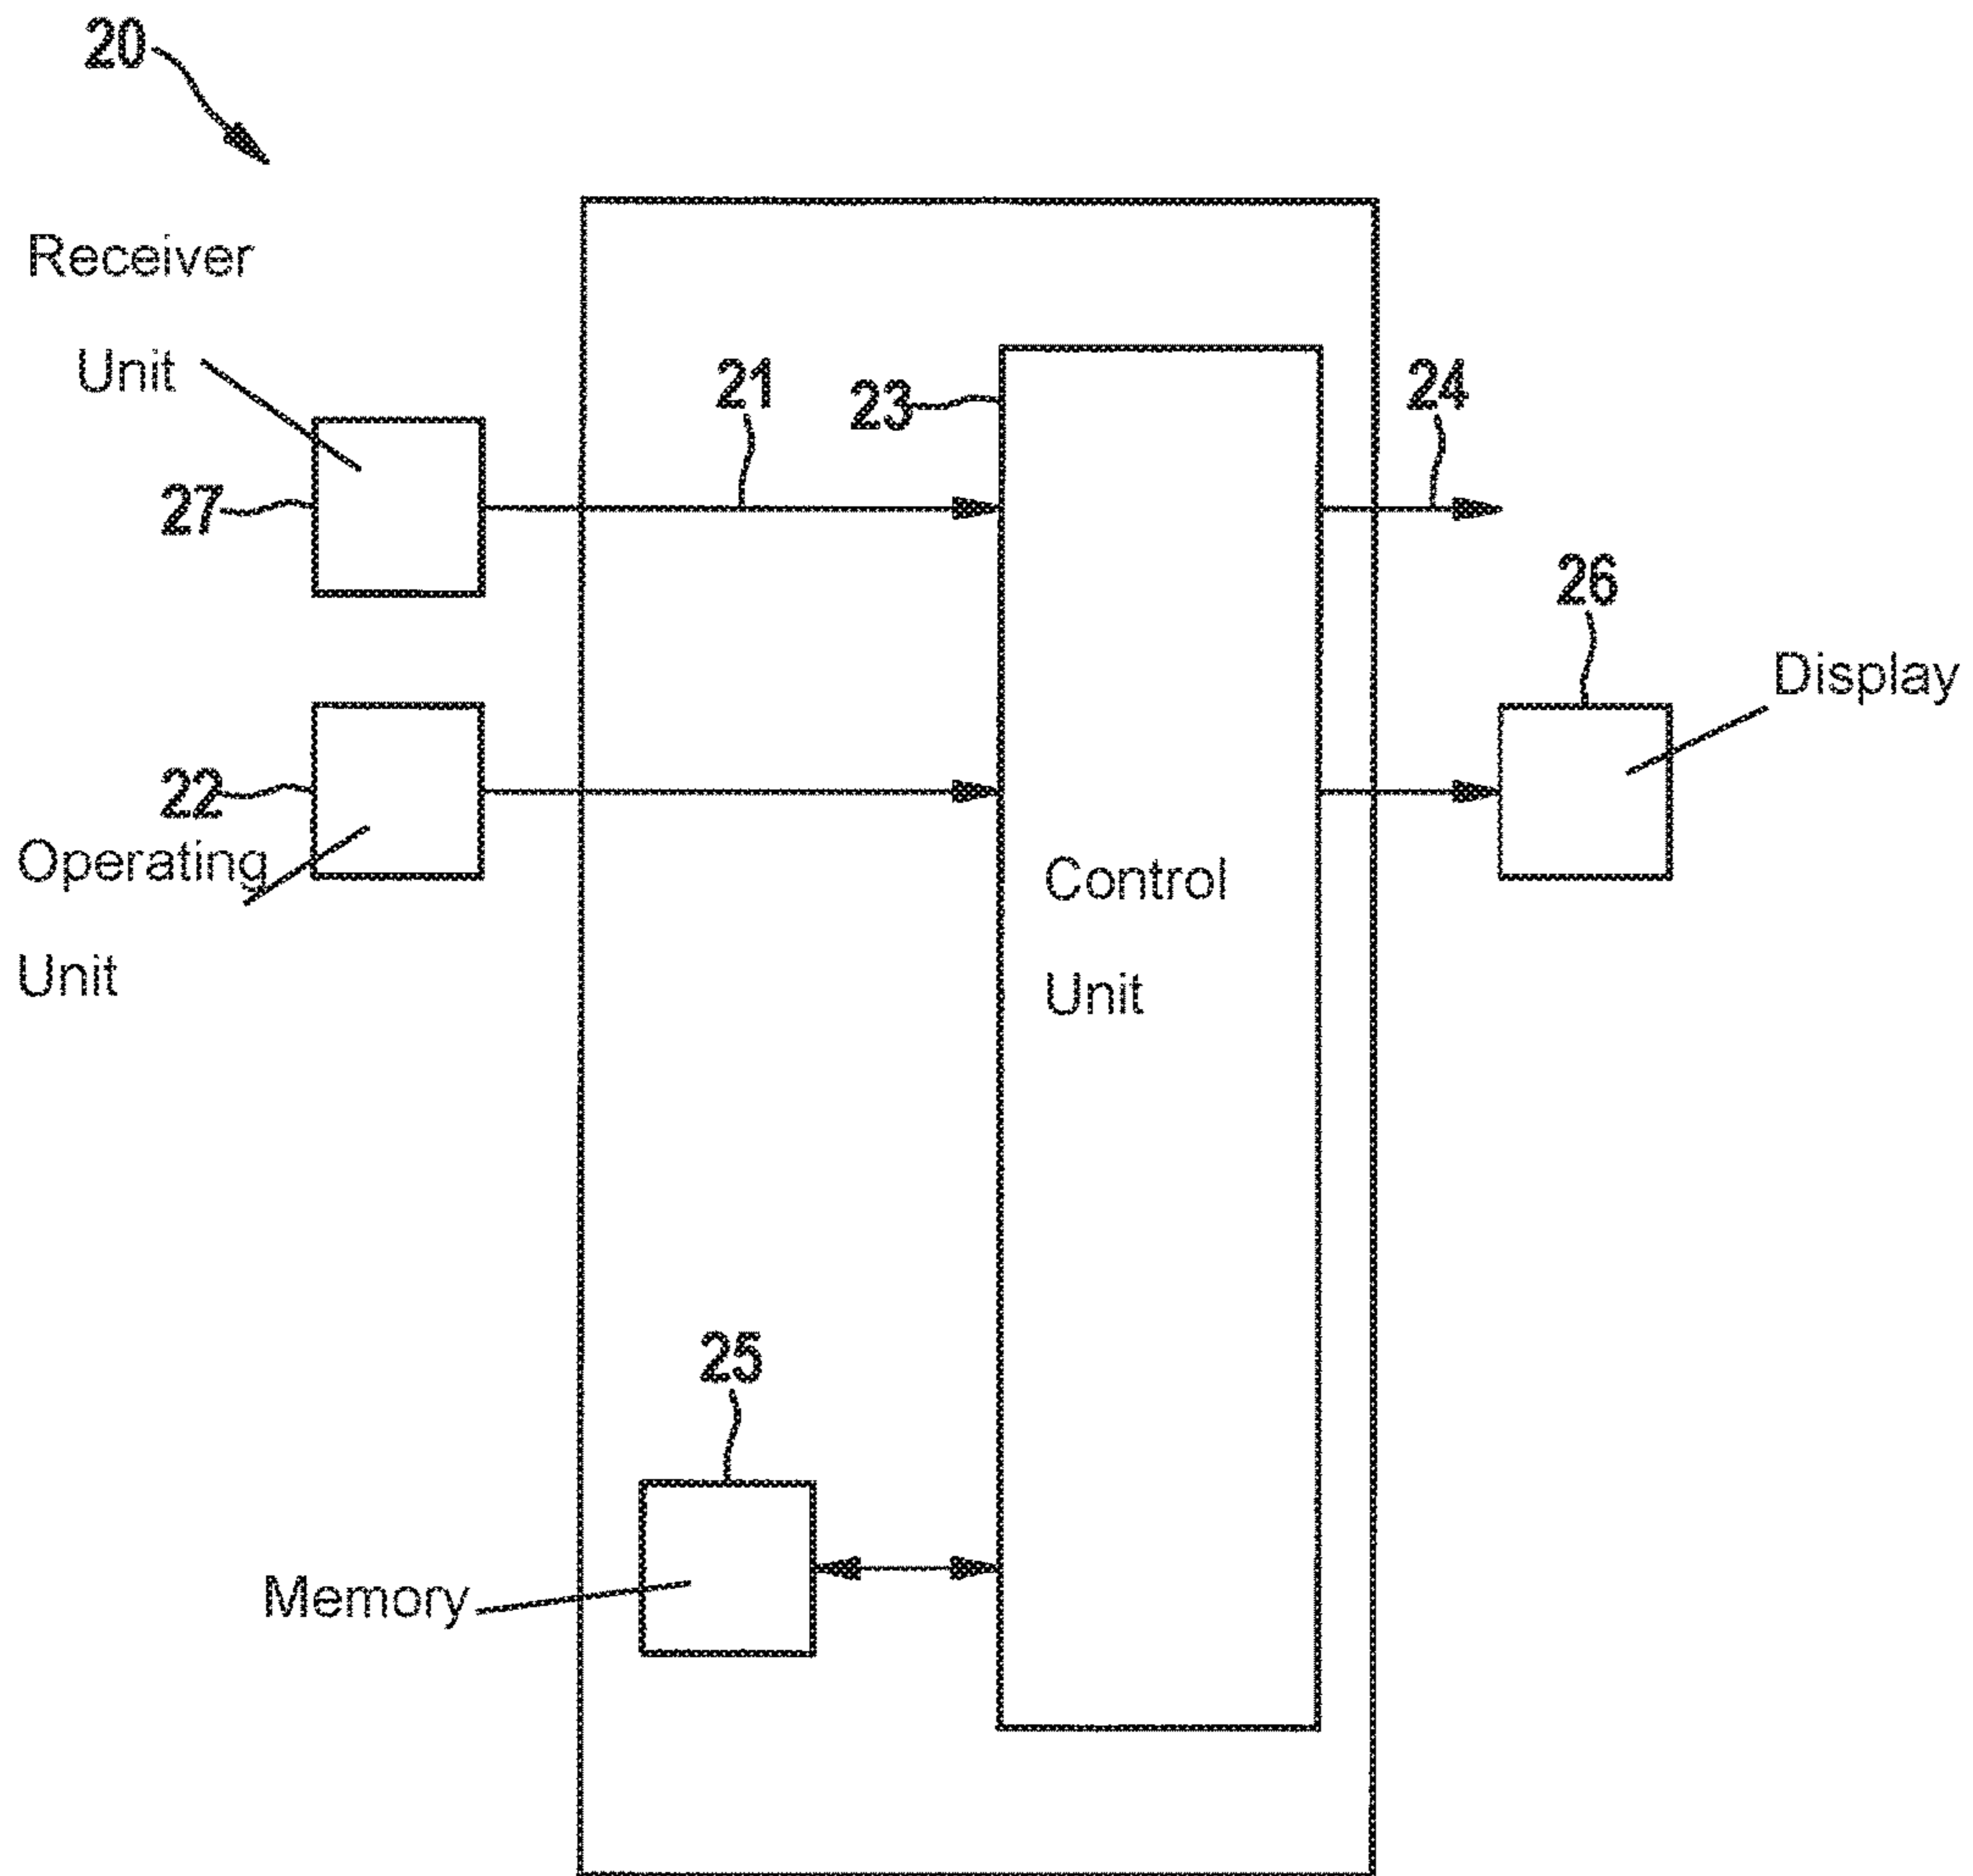 20
Receiver
Unit
21
23
24
27
26
Display
22
Operating
Unit
Control
Unit
25
Memory